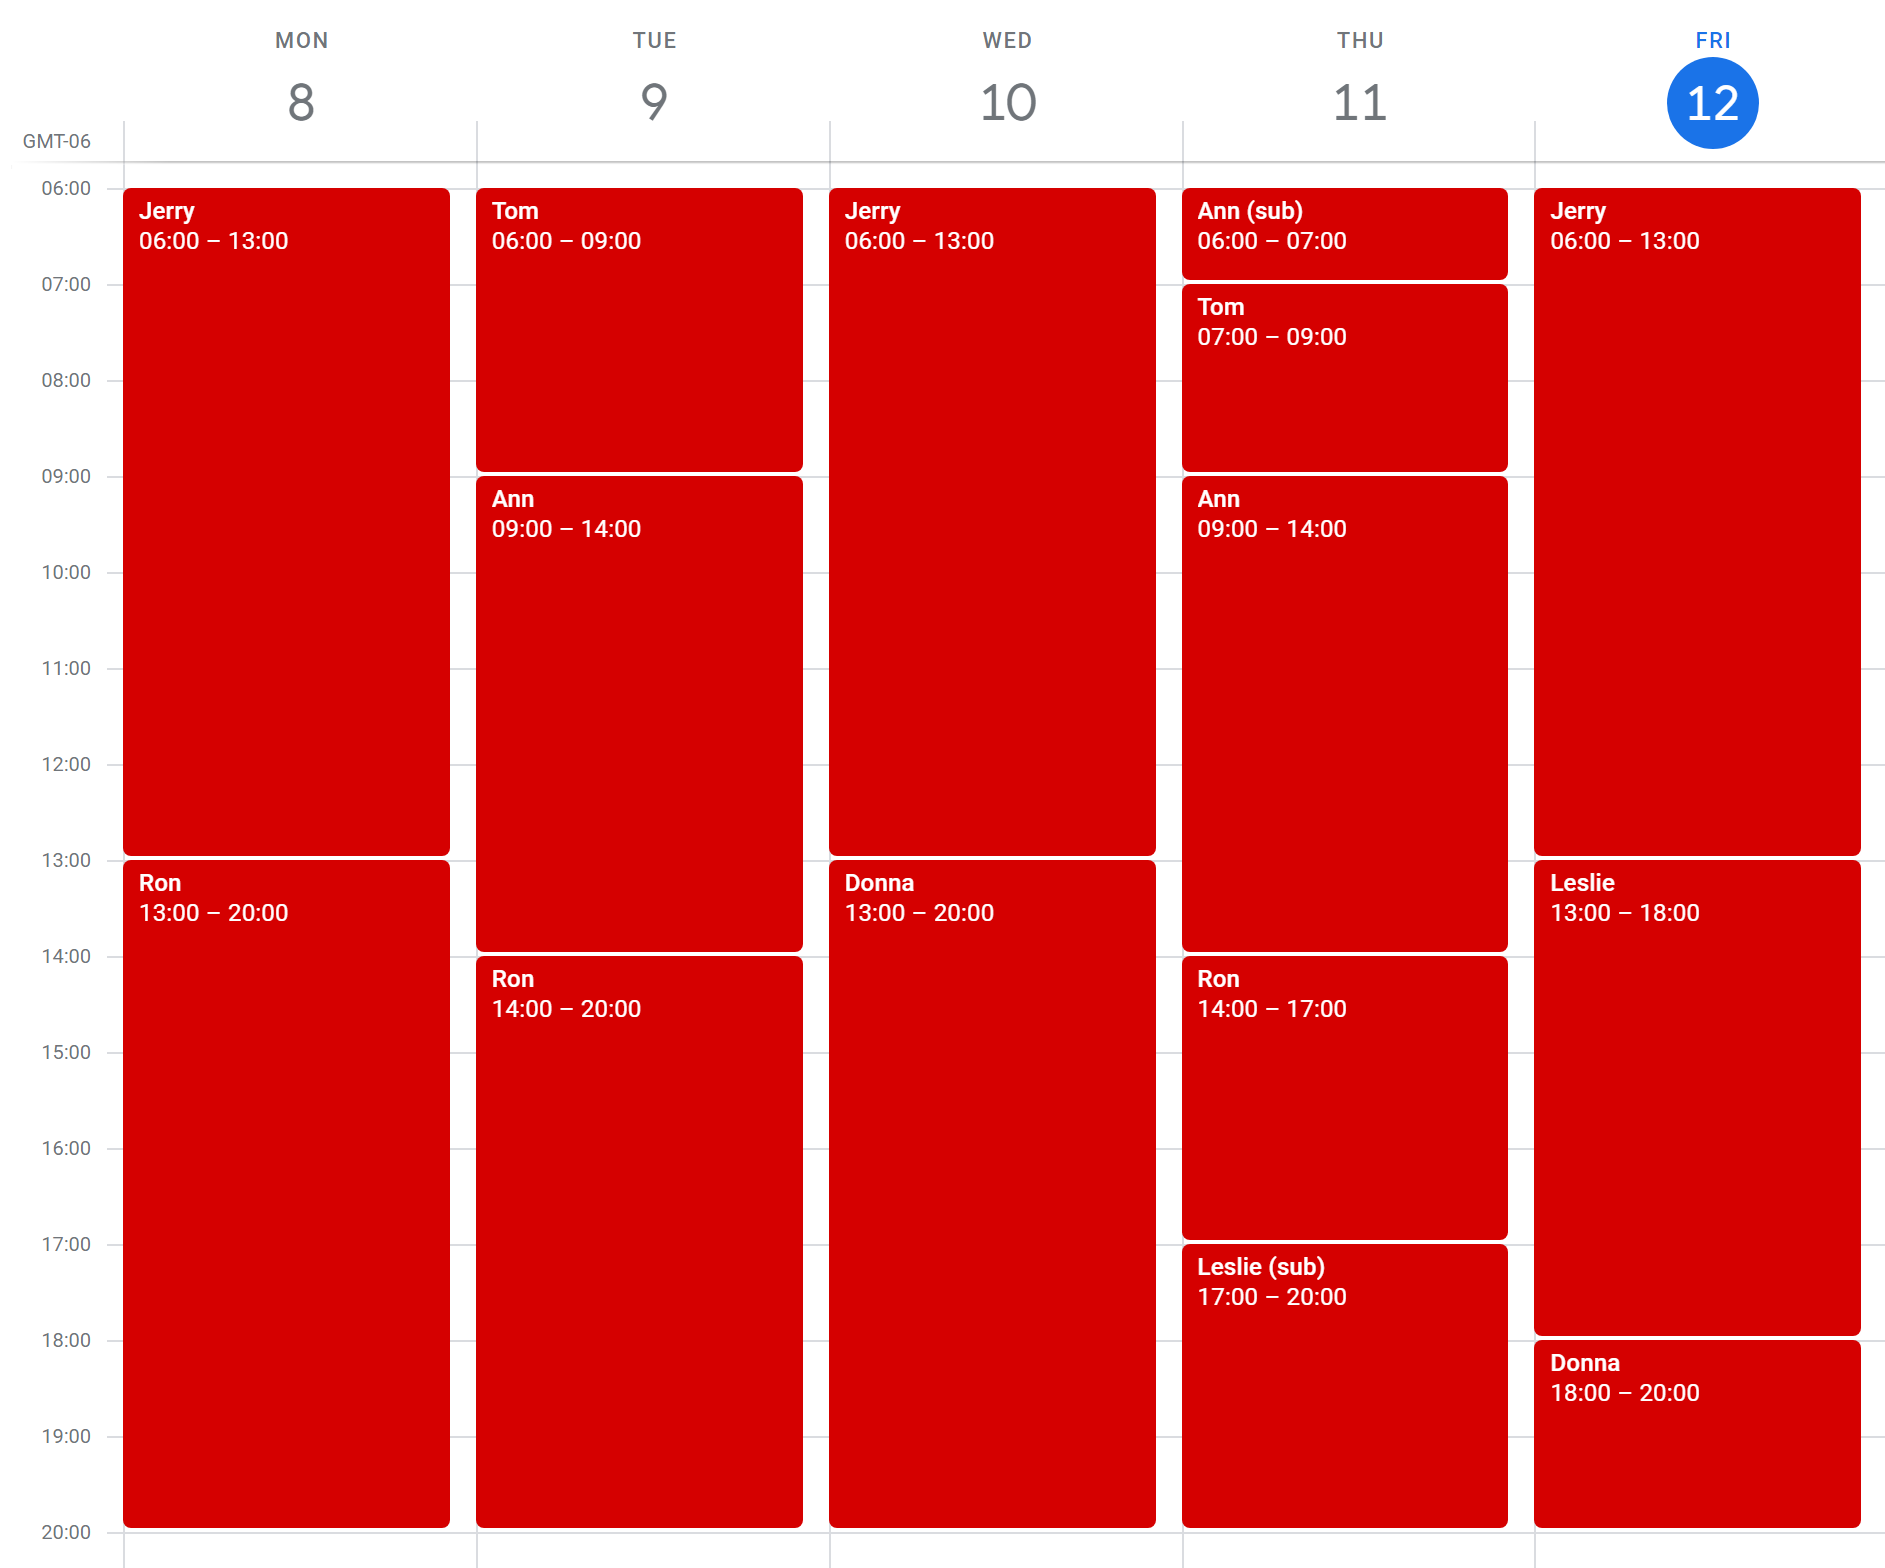 MON
TUE
WED
THU
FRI
8
9
10
11
12
GMT-06
06:00
07:00
08:00
09:00
10:00
11:00
12:00
13:00
14:00
15:00
16:00
17:00
18:00
19:00
20:00
Jerry
06:00 – 13:00
Ron
13:00 – 20:00
Tom
06:00 – 09:00
Ann
09:00 – 14:00
Ron
14:00 – 20:00
Jerry
06:00 – 13:00
Donna
13:00 – 20:00
Ann (sub)
06:00 – 07:00
Tom
07:00 – 09:00
Ann
09:00 – 14:00
Ron
14:00 – 17:00
Leslie (sub)
17:00 – 20:00
Jerry
06:00 – 13:00
Leslie
13:00 – 18:00
Donna
18:00 – 20:00